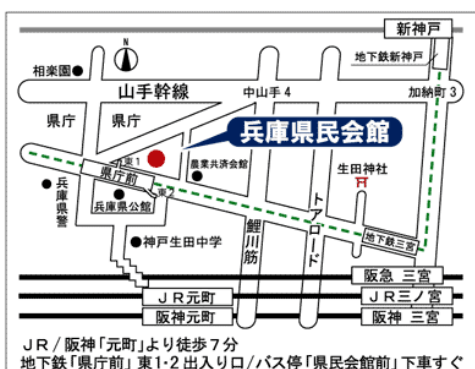 新神戸
N
地下鉄新神戸
相楽園
山手幹線
中山手4
加納町3
県庁
県庁
兵庫県民会館
東1
農業共済会館
生田神社
県庁前
東2
兵庫県警
兵庫県公館
地下鉄三宮
神戸生田中学
鯉川筋
トアロード
阪急 三宮
JR元町
JR三ノ宮
阪神元町
阪神 三宮
JR/阪神「元町」より徒歩7分
地下鉄「県庁前」東1・2出入り口/バス停「県民会館前」下車すぐ